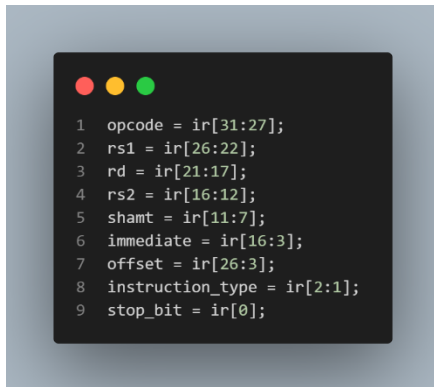 1 opcode = ir[31:27];
2 rs1 = ir[26:22];
3 rd = ir[21:17];
4 rs2 = ir[16:12];
5 shamt = ir[11:7];
6 immediate = ir[16:3];
7 offset = ir[26:3];
8 instruction_type = ir[2:1];
9 stop_bit = ir[0];